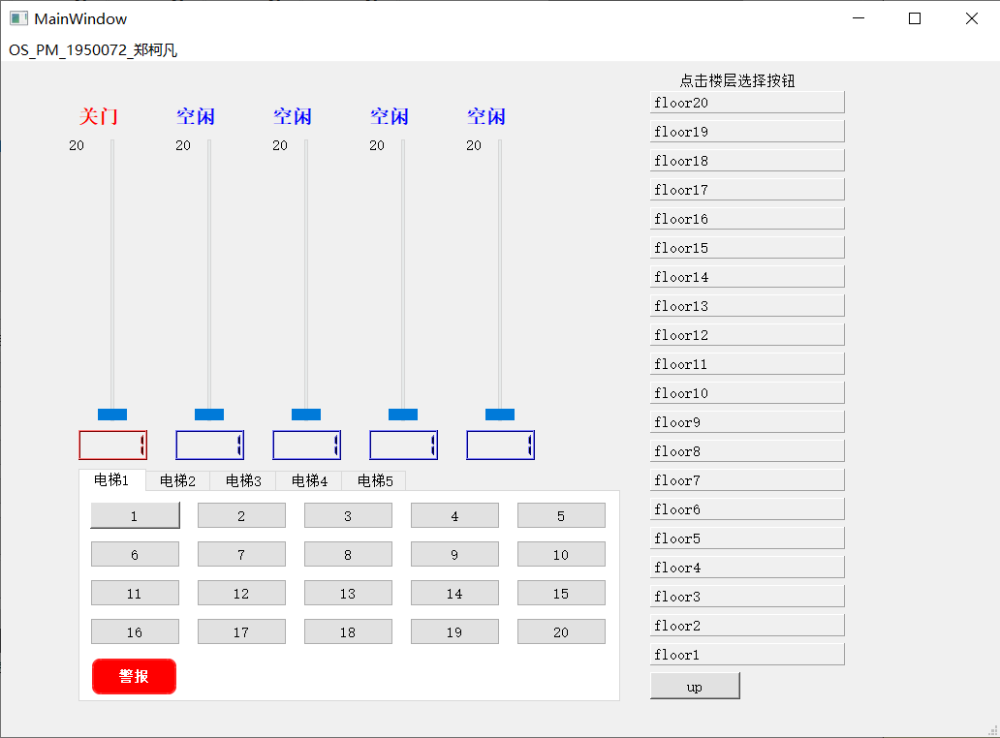 MainWindow
OS_PM_1950072_郑柯凡
关门 空闲 空闲 空闲 空闲
20 20 20 20 20
1 1 1 1 1
电梯1 电梯2 电梯3 电梯4 电梯5
1 2 3 4 5
6 7 8 9 10
11 12 13 14 15
16 17 18 19 20
警报
点击楼层选择按钮
floor20
floor19
floor18
floor17
floor16
floor15
floor14
floor13
floor12
floor11
floor10
floor9
floor8
floor7
floor6
floor5
floor4
floor3
floor2
floor1
up